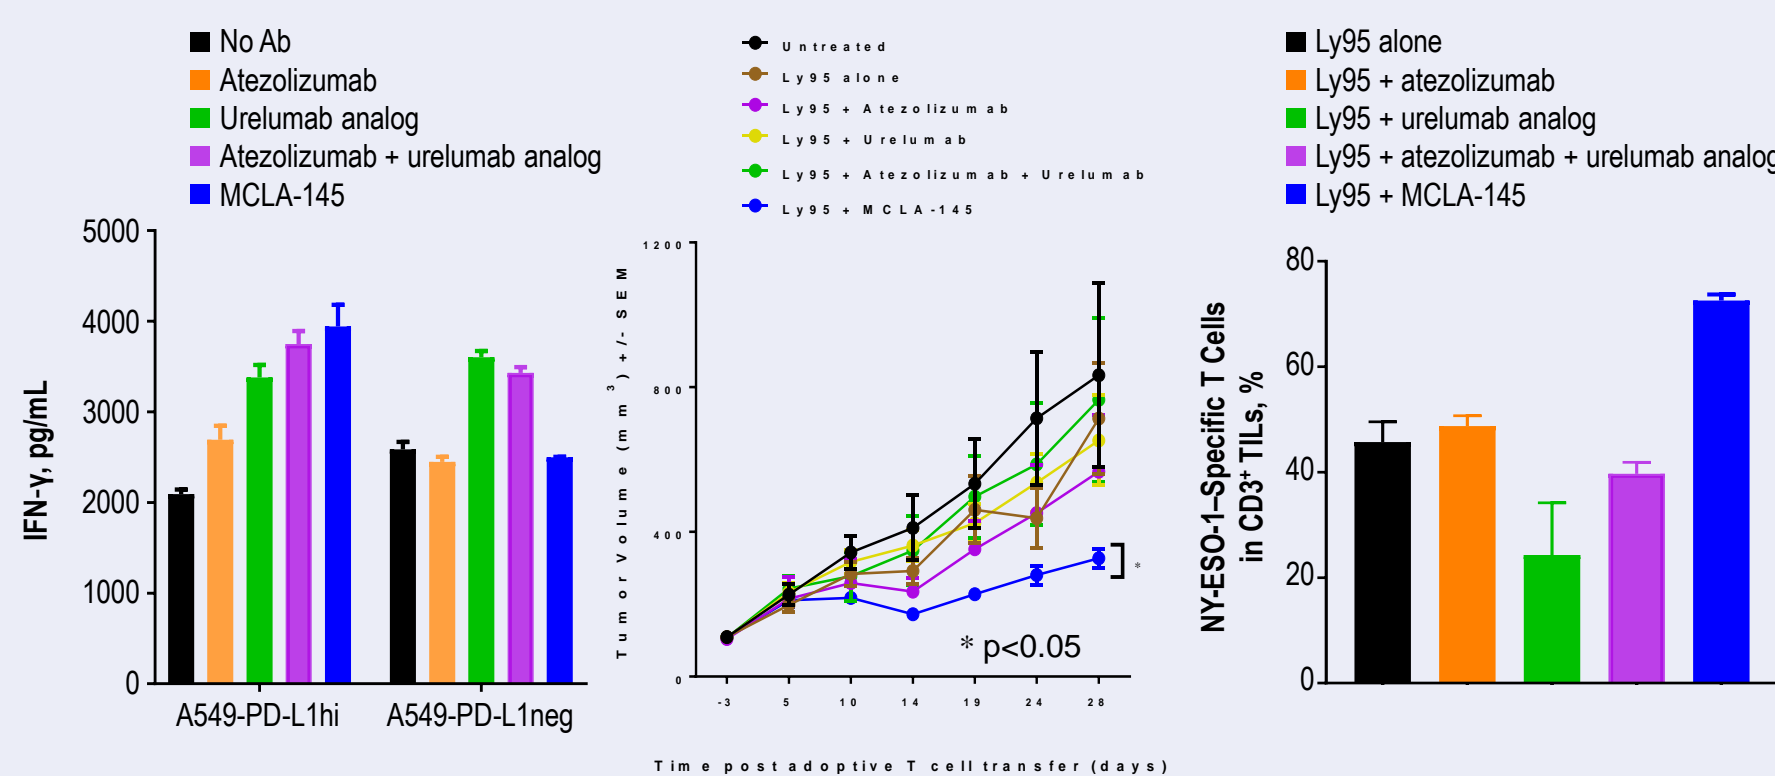 No Ab
Atezolizumab
Urelumab analog
Atezolizumab + urelumab analog
MCLA-145
5000
4000
3000
2000
1000
0
IFN-γ, pg/mL
A549-PD-L1hi
A549-PD-L1neg
Untreated
Ly95 alone
Ly95 + Atezolizumab
Ly95 + Urelumab
Ly95 + Atezolizumab + Urelumab
Ly95 + MCLA-145
1200
800
400
0
Tumor Volume (mm3) +/- SEM
*
* p<0.05
-3 5 10 14 19 24 28
Time post adoptive T cell transfer (days)
Ly95 alone
Ly95 + atezolizumab
Ly95 + urelumab analog
Ly95 + atezolizumab + urelumab analog
Ly95 + MCLA-145
80
60
40
20
0
NY-ESO-1–Specific T Cells
in CD3+ TILs, %